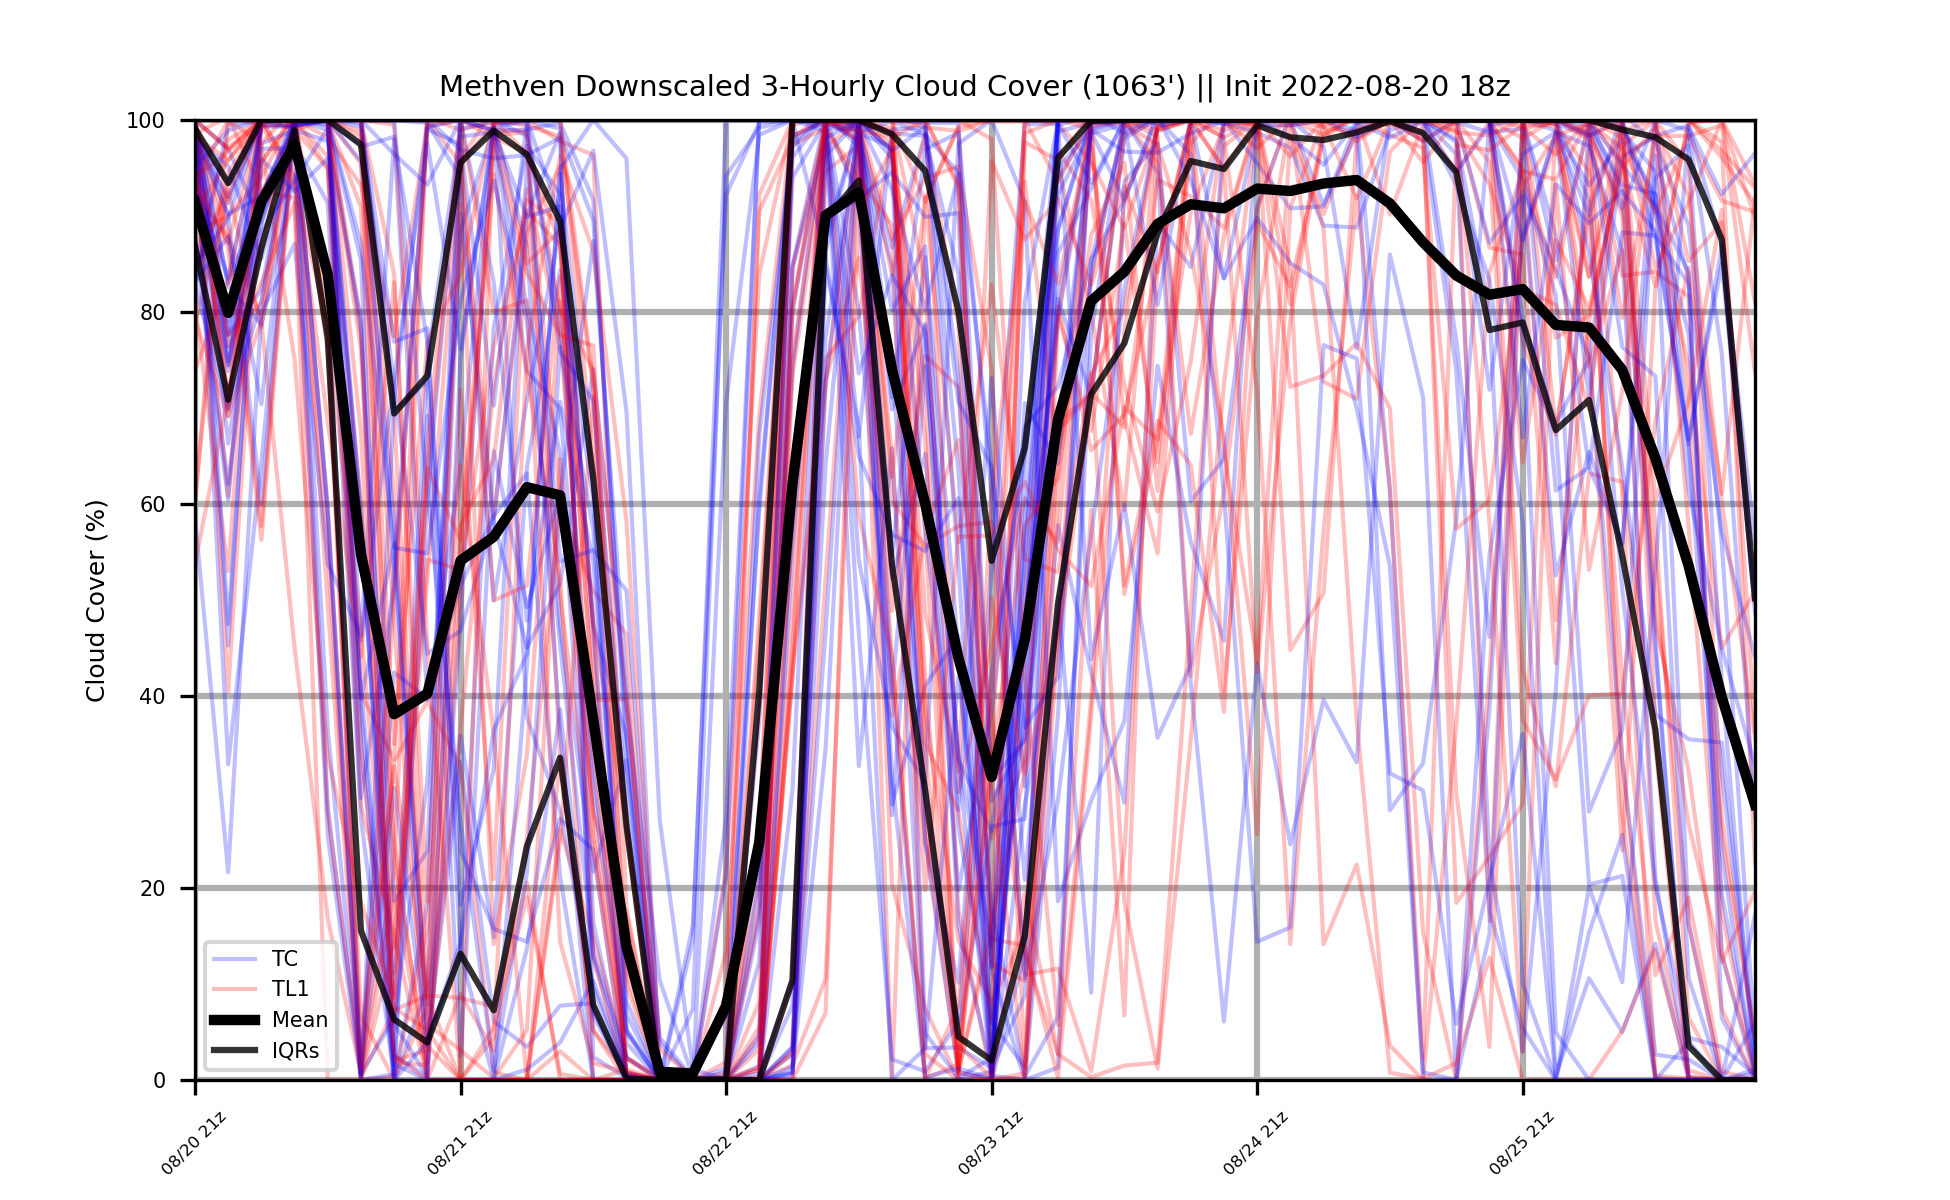 Methven Downscaled 3-Hourly Cloud Cover (1063') || Init 2022-08-20 18z
Cloud Cover (%)
100
80
60
40
20
0
TC
TL1
Mean
IQRs
08/20 21z
08/21 21z
08/22 21z
08/23 21z
08/24 21z
08/25 21z